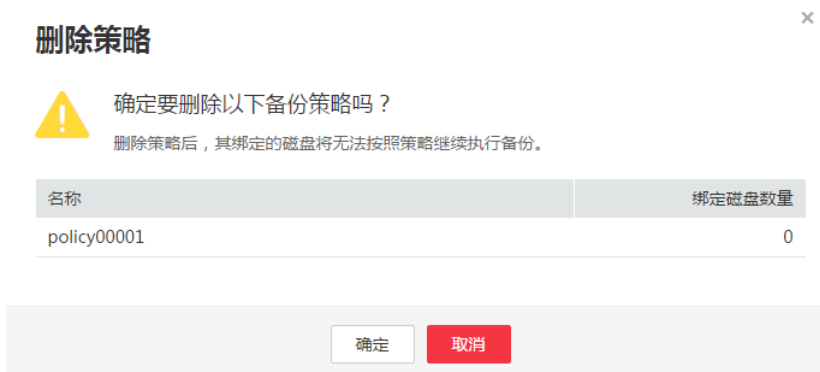 删除策略
确定要删除以下备份策略吗？
删除策略后，其绑定的磁盘将无法按照策略继续执行备份。
名称 绑定磁盘数量
policy00001 0
确定 取消